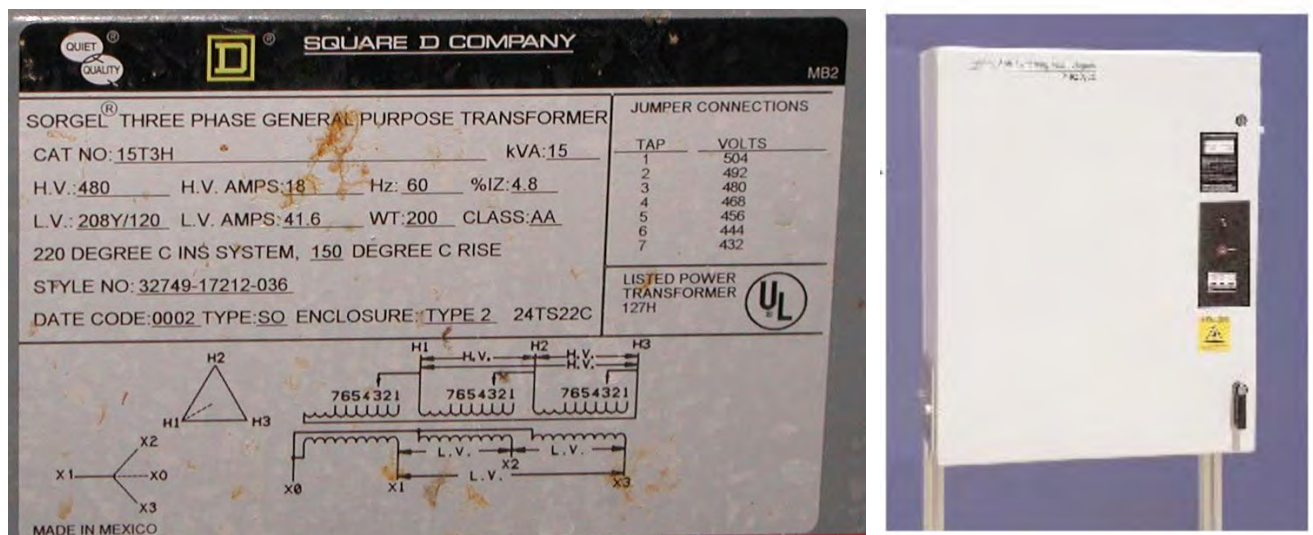 QUIET & QUALITY ® D ® SQUARE D COMPANY
MB2
SORGEL® THREE PHASE GENERAL PURPOSE TRANSFORMER
CAT NO: 15T3H kVA: 15
H.V.: 480 H.V. AMPS: 18 Hz: 60 %IZ: 4.8
L.V.: 208Y/120 L.V. AMPS: 41.6 WT: 200 CLASS: AA
220 DEGREE C INS SYSTEM, 150 DEGREE C RISE
STYLE NO: 32749-17212-036
DATE CODE: 0002 TYPE: SO ENCLOSURE: TYPE 2 24TS22C
JUMPER CONNECTIONS
TAP VOLTS
1 504
2 492
3 480
4 468
5 456
6 444
7 432
LISTED POWER
TRANSFORMER
127H
UL ®
H2
H1 H3
X2
X1 X0
X3
H1 H2 H3
H.V. H.V.
H.V.
7654321 7654321 7654321
L.V. L.V.
X2
L.V.
X0 X1 X3
MADE IN MEXICO